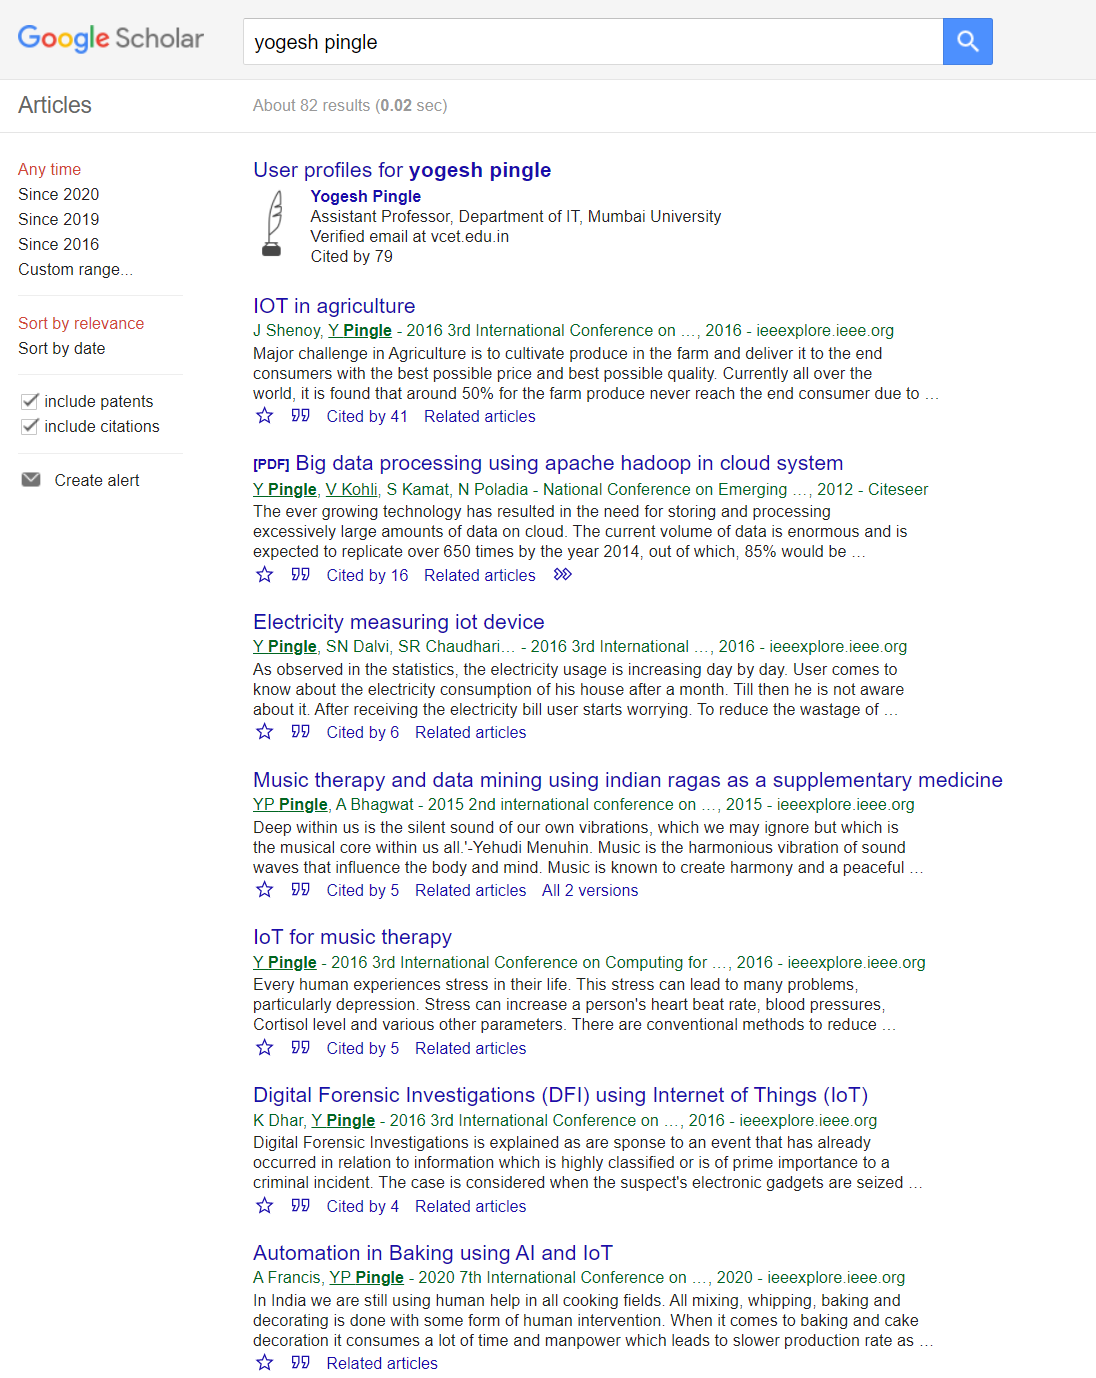 Google Scholar
yogesh pingle
Articles
About 82 results (0.02 sec)
Any time
Since 2020
Since 2019
Since 2016
Custom range...
Sort by relevance
Sort by date
include patents
include citations
Create alert
User profiles for yogesh pingle
Yogesh Pingle
Assistant Professor, Department of IT, Mumbai University
Verified email at vcet.edu.in
Cited by 79
IOT in agriculture
J Shenoy, Y Pingle - 2016 3rd International Conference on …, 2016 - ieeexplore.ieee.org
Major challenge in Agriculture is to cultivate produce in the farm and deliver it to the end
consumers with the best possible price and best possible quality. Currently all over the
world, it is found that around 50% for the farm produce never reach the end consumer due to …
Cited by 41 Related articles
[PDF] Big data processing using apache hadoop in cloud system
Y Pingle, V Kohli, S Kamat, N Poladia - National Conference on Emerging …, 2012 - Citeseer
The ever growing technology has resulted in the need for storing and processing
excessively large amounts of data on cloud. The current volume of data is enormous and is
expected to replicate over 650 times by the year 2014, out of which, 85% would be …
Cited by 16 Related articles
Electricity measuring iot device
Y Pingle, SN Dalvi, SR Chaudhari… - 2016 3rd International …, 2016 - ieeexplore.ieee.org
As observed in the statistics, the electricity usage is increasing day by day. User comes to
know about the electricity consumption of his house after a month. Till then he is not aware
about it. After receiving the electricity bill user starts worrying. To reduce the wastage of …
Cited by 6 Related articles
Music therapy and data mining using indian ragas as a supplementary medicine
YP Pingle, A Bhagwat - 2015 2nd international conference on …, 2015 - ieeexplore.ieee.org
Deep within us is the silent sound of our own vibrations, which we may ignore but which is
the musical core within us all.'-Yehudi Menuhin. Music is the harmonious vibration of sound
waves that influence the body and mind. Music is known to create harmony and a peaceful …
Cited by 5 Related articles All 2 versions
IoT for music therapy
Y Pingle - 2016 3rd International Conference on Computing for …, 2016 - ieeexplore.ieee.org
Every human experiences stress in their life. This stress can lead to many problems,
particularly depression. Stress can increase a person's heart beat rate, blood pressures,
Cortisol level and various other parameters. There are conventional methods to reduce …
Cited by 5 Related articles
Digital Forensic Investigations (DFI) using Internet of Things (IoT)
K Dhar, Y Pingle - 2016 3rd International Conference on …, 2016 - ieeexplore.ieee.org
Digital Forensic Investigations is explained as are sponse to an event that has already
occurred in relation to information which is highly classified or is of prime importance to a
criminal incident. The case is considered when the suspect's electronic gadgets are seized …
Cited by 4 Related articles
Automation in Baking using AI and IoT
A Francis, YP Pingle - 2020 7th International Conference on …, 2020 - ieeexplore.ieee.org
In India we are still using human help in all cooking fields. All mixing, whipping, baking and
decorating is done with some form of human intervention. When it comes to baking and cake
decoration it consumes a lot of time and manpower which leads to slower production rate as …
Related articles